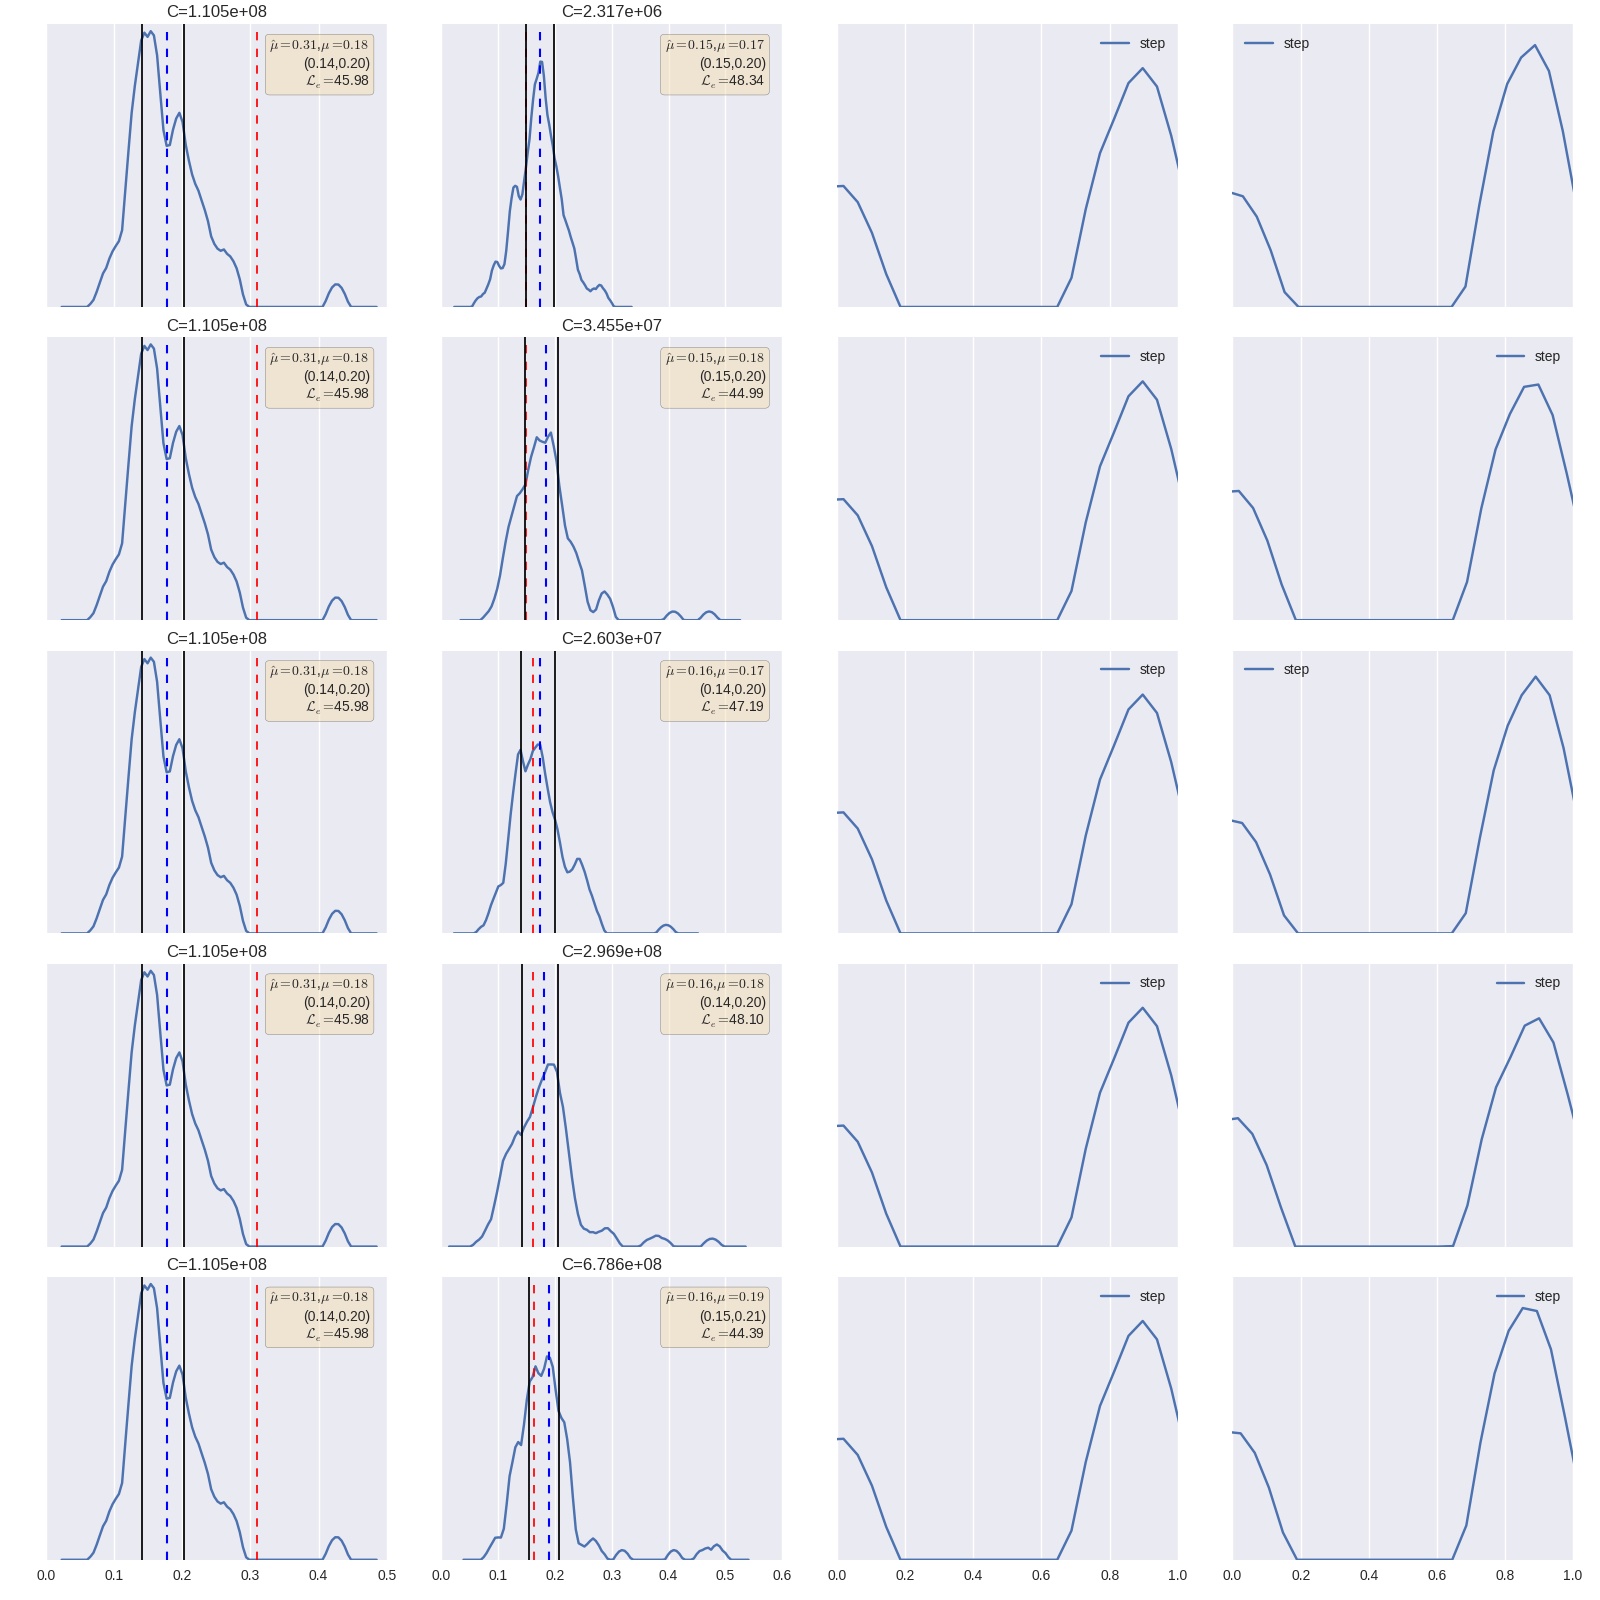 C=1.105e+08
C=2.317e+06
μ̂=0.31,μ=0.18
(0.14,0.20)
ℒₑ=45.98
μ̂=0.15,μ=0.17
(0.15,0.20)
ℒₑ=48.34
step
step
C=1.105e+08
C=3.455e+07
μ̂=0.31,μ=0.18
(0.14,0.20)
ℒₑ=45.98
μ̂=0.15,μ=0.18
(0.15,0.20)
ℒₑ=44.99
step
step
C=1.105e+08
C=2.603e+07
μ̂=0.31,μ=0.18
(0.14,0.20)
ℒₑ=45.98
μ̂=0.16,μ=0.17
(0.14,0.20)
ℒₑ=47.19
step
step
C=1.105e+08
C=2.969e+08
μ̂=0.31,μ=0.18
(0.14,0.20)
ℒₑ=45.98
μ̂=0.16,μ=0.18
(0.14,0.20)
ℒₑ=48.10
step
step
C=1.105e+08
C=6.786e+08
μ̂=0.31,μ=0.18
(0.14,0.20)
ℒₑ=45.98
μ̂=0.16,μ=0.19
(0.15,0.21)
ℒₑ=44.39
step
step
0.0 0.1 0.2 0.3 0.4 0.5
0.0 0.1 0.2 0.3 0.4 0.5 0.6
0.0 0.2 0.4 0.6 0.8 1.0
0.0 0.2 0.4 0.6 0.8 1.0